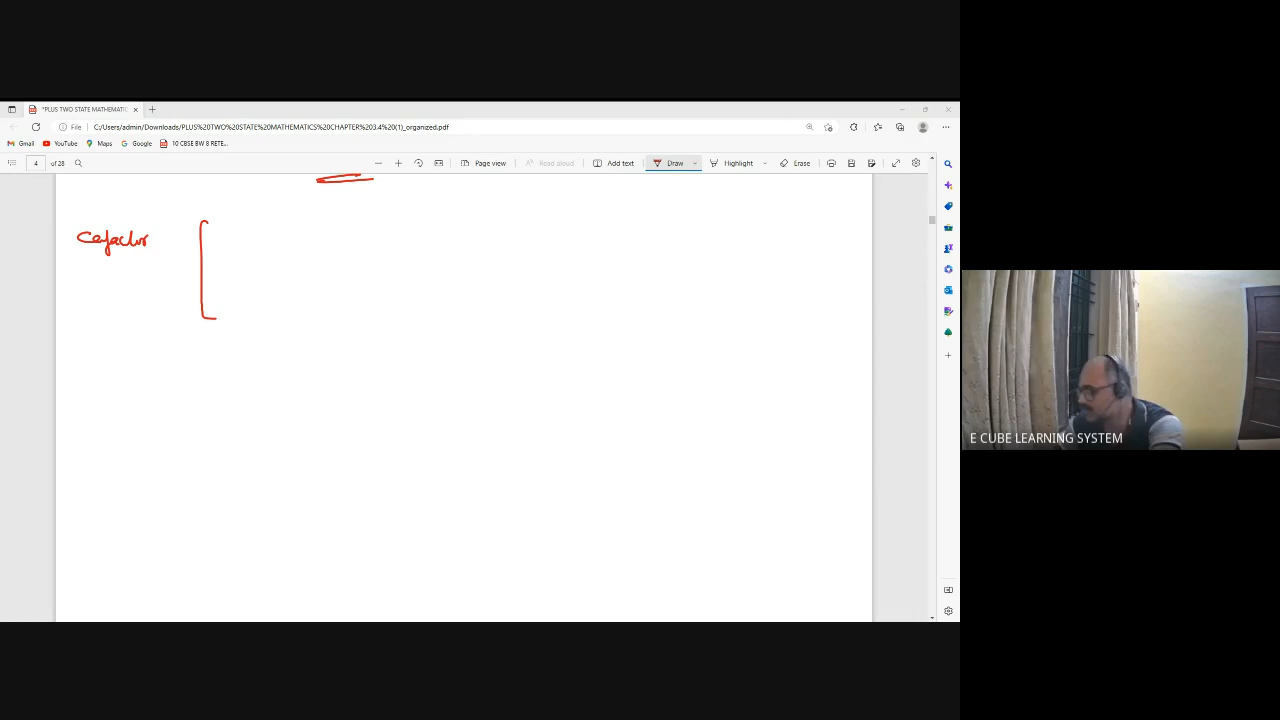 *PLUS TWO STATE MATHEMATIC
File C:/Users/admin/Downloads/PLUS%20TWO%20STATE%20MATHEMATICS%20CHAPTER%203.4%20(1)_organized.pdf
Gmail YouTube Maps Google 10 CBSE BW 8 RETE...
4 of 28 Page view Read aloud Add text Draw Highlight Erase
Cofactor
E CUBE LEARNING SYSTEM